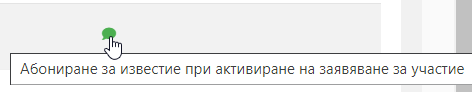 Абониране за известие при активиране на заявяване за участие